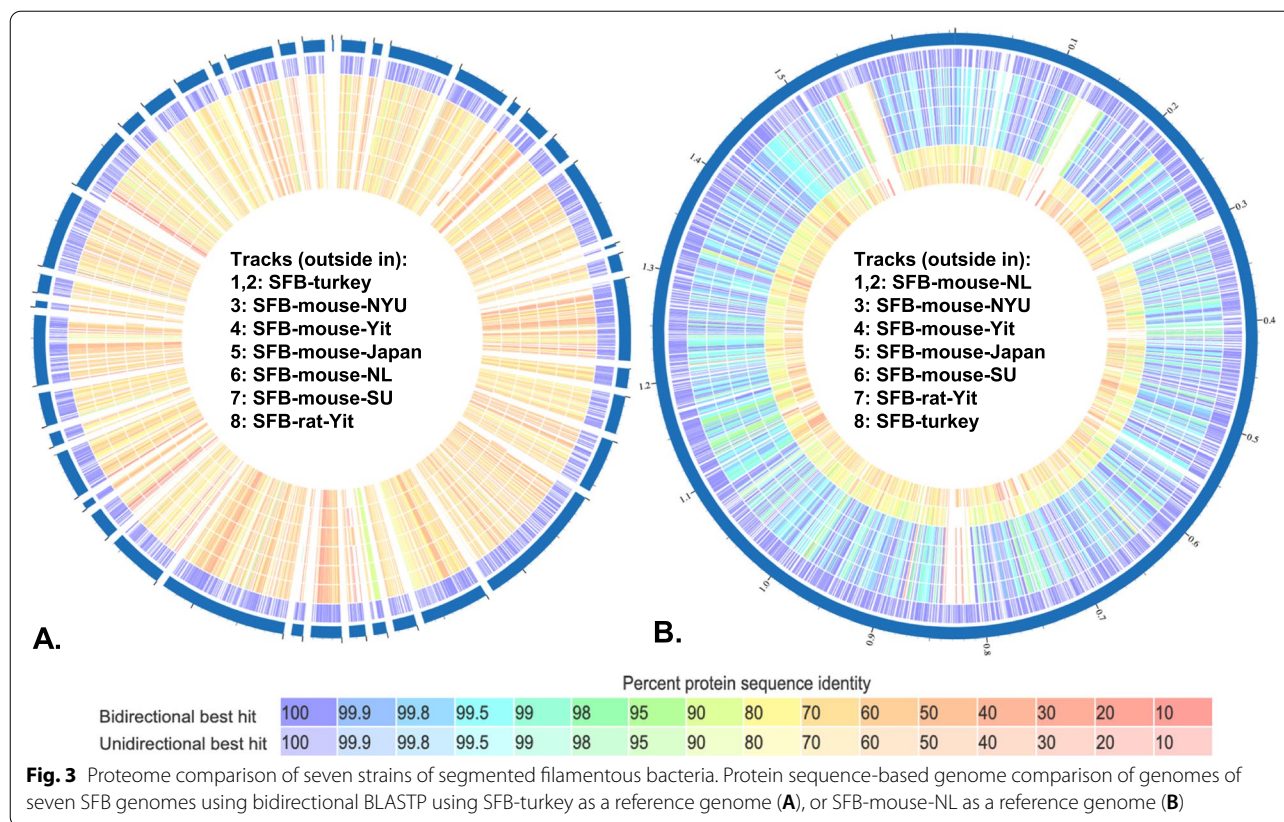 Tracks (outside in):
1,2: SFB-turkey
3: SFB-mouse-NYU
4: SFB-mouse-Yit
5: SFB-mouse-Japan
6: SFB-mouse-NL
7: SFB-mouse-SU
8: SFB-rat-Yit
A.
0.1
0.2
0.3
0.4
0.5
0.6
0.7
0.8
0.9
1.0
1.1
1.2
1.3
1.4
1.5
Tracks (outside in):
1,2: SFB-mouse-NL
3: SFB-mouse-NYU
4: SFB-mouse-Yit
5: SFB-mouse-Japan
6: SFB-mouse-SU
7: SFB-rat-Yit
8: SFB-turkey
B.
Percent protein sequence identity
Bidirectional best hit 100 99.9 99.8 99.5 99 98 95 90 80 70 60 50 40 30 20 10
Unidirectional best hit 100 99.9 99.8 99.5 99 98 95 90 80 70 60 50 40 30 20 10
Fig. 3 Proteome comparison of seven strains of segmented filamentous bacteria. Protein sequence-based genome comparison of genomes of
seven SFB genomes using bidirectional BLASTP using SFB-turkey as a reference genome (A), or SFB-mouse-NL as a reference genome (B)